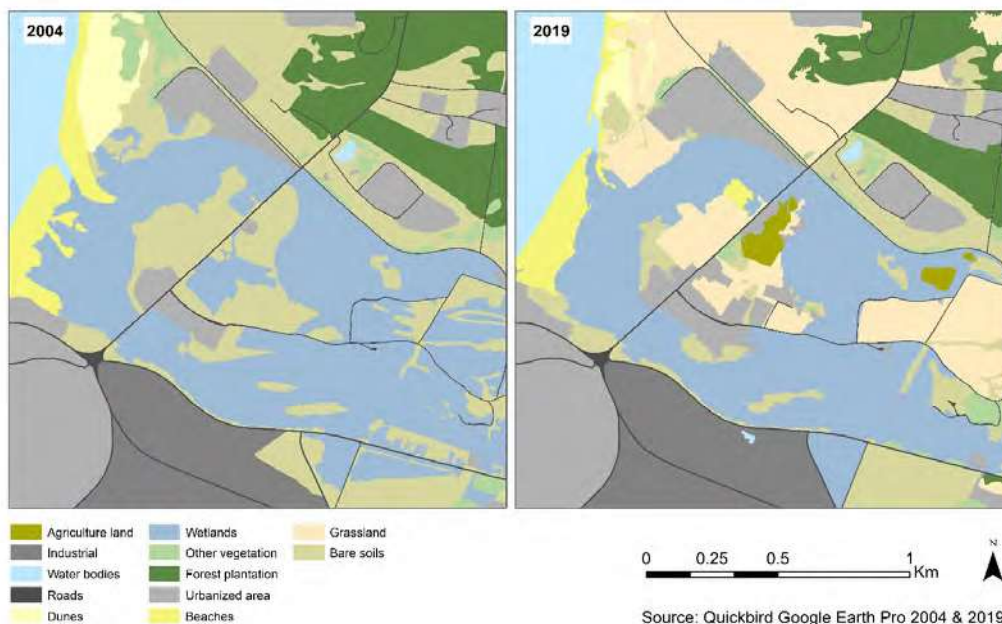 2004
2019
Agriculture land
Industrial
Water bodies
Roads
Dunes
Wetlands
Other vegetation
Forest plantation
Urbanized area
Beaches
Grassland
Bare soils
0 0.25 0.5 1
Km
N
Source: Quickbird Google Earth Pro 2004 & 2019